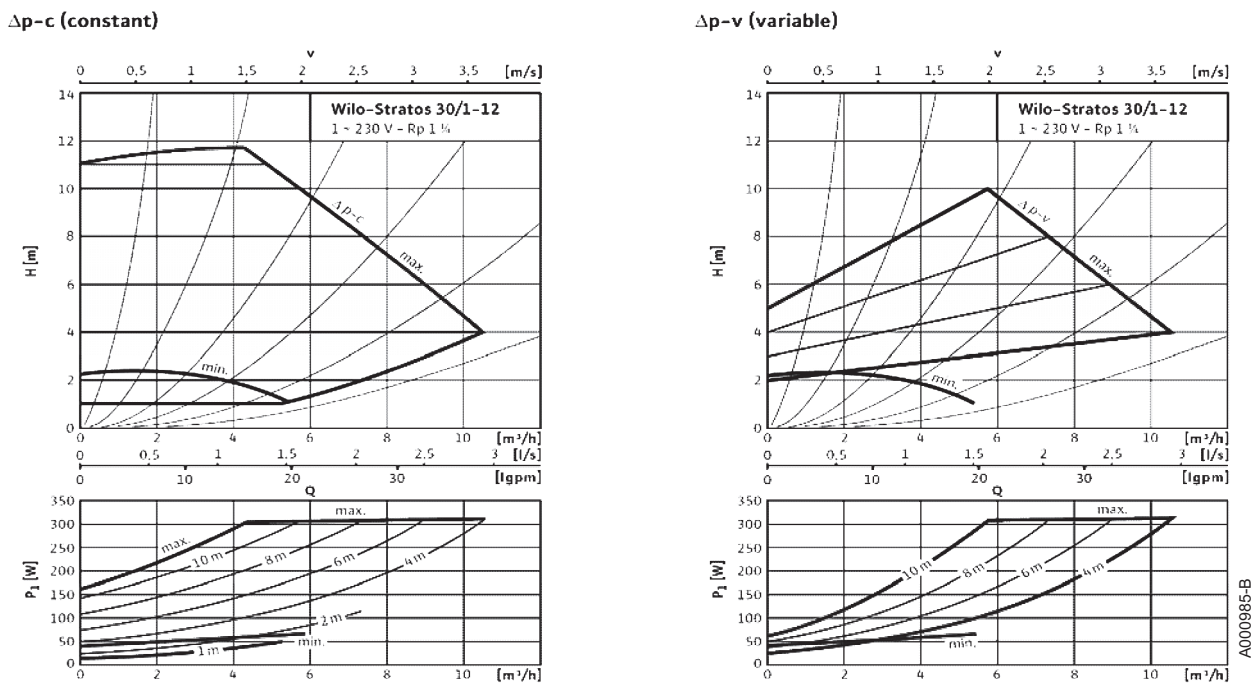 Δp-c (constant)
v
0 0.5 1 1.5 2 2.5 3 3.5 [m/s]
14
12
10
8
6
4
2
0
H [m]
Wilo-Stratos 30/1-12
1 ~ 230 V - Rp 1 ¼
Δp-c
max.
min.
0 2 4 6 8 10 [m³/h]
0 0.5 1 1.5 2 2.5 3 [l/s]
0 10 20 30 [Igpm]
Q
350
300
250
200
150
100
50
0
P₁ [W]
max.
max.
10 m
8 m
6 m
4 m
2 m
1 m
min.
0 2 4 6 8 10 [m³/h]
Δp-v (variable)
v
0 0.5 1 1.5 2 2.5 3 3.5 [m/s]
14
12
10
8
6
4
2
0
H [m]
Wilo-Stratos 30/1-12
1 ~ 230 V - Rp 1 ¼
Δp-v
max.
min.
0 2 4 6 8 10 [m³/h]
0 0.5 1 1.5 2 2.5 3 [l/s]
0 10 20 30 [Igpm]
Q
350
300
250
200
150
100
50
0
P₁ [W]
max.
10 m
8 m
6 m
4 m
min.
0 2 4 6 8 10 [m³/h]
A000985-B